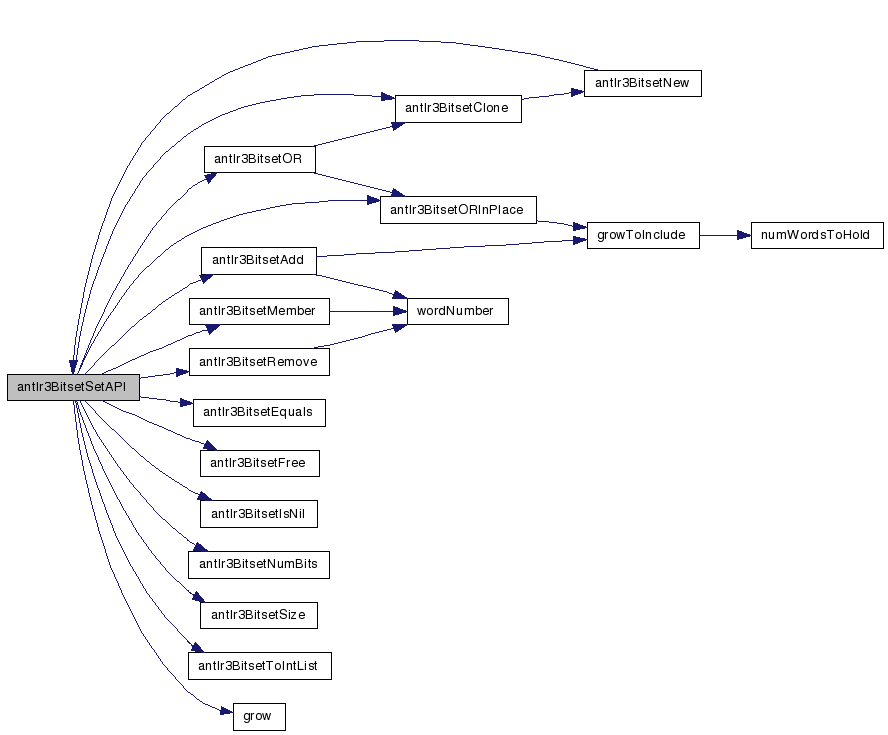 antlr3BitsetNew
antlr3BitsetClone
antlr3BitsetOR
antlr3BitsetORInPlace
growToInclude
numWordsToHold
antlr3BitsetAdd
antlr3BitsetMember
wordNumber
antlr3BitsetRemove
antlr3BitsetSetAPI
antlr3BitsetEquals
antlr3BitsetFree
antlr3BitsetIsNil
antlr3BitsetNumBits
antlr3BitsetSize
antlr3BitsetToIntList
grow